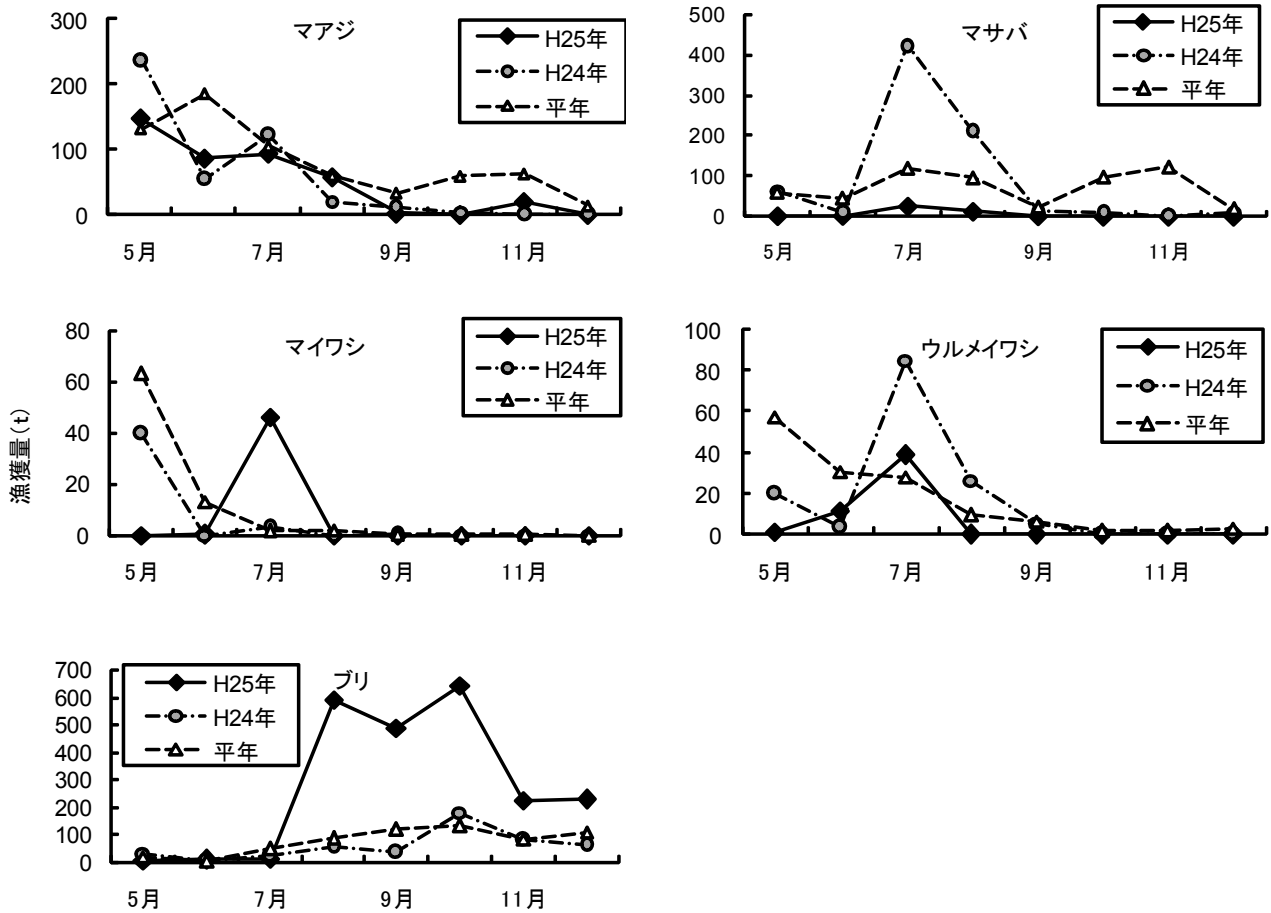 マアジ
300
200
100
0
5月 7月 9月 11月
H25年
H24年
平年
マサバ
500
400
300
200
100
0
5月 7月 9月 11月
H25年
H24年
平年
漁獲量(t)
マイワシ
80
60
40
20
0
5月 7月 9月 11月
H25年
H24年
平年
ウルメイワシ
100
80
60
40
20
0
5月 7月 9月 11月
H25年
H24年
平年
ブリ
700
600
500
400
300
200
100
0
5月 7月 9月 11月
H25年
H24年
平年